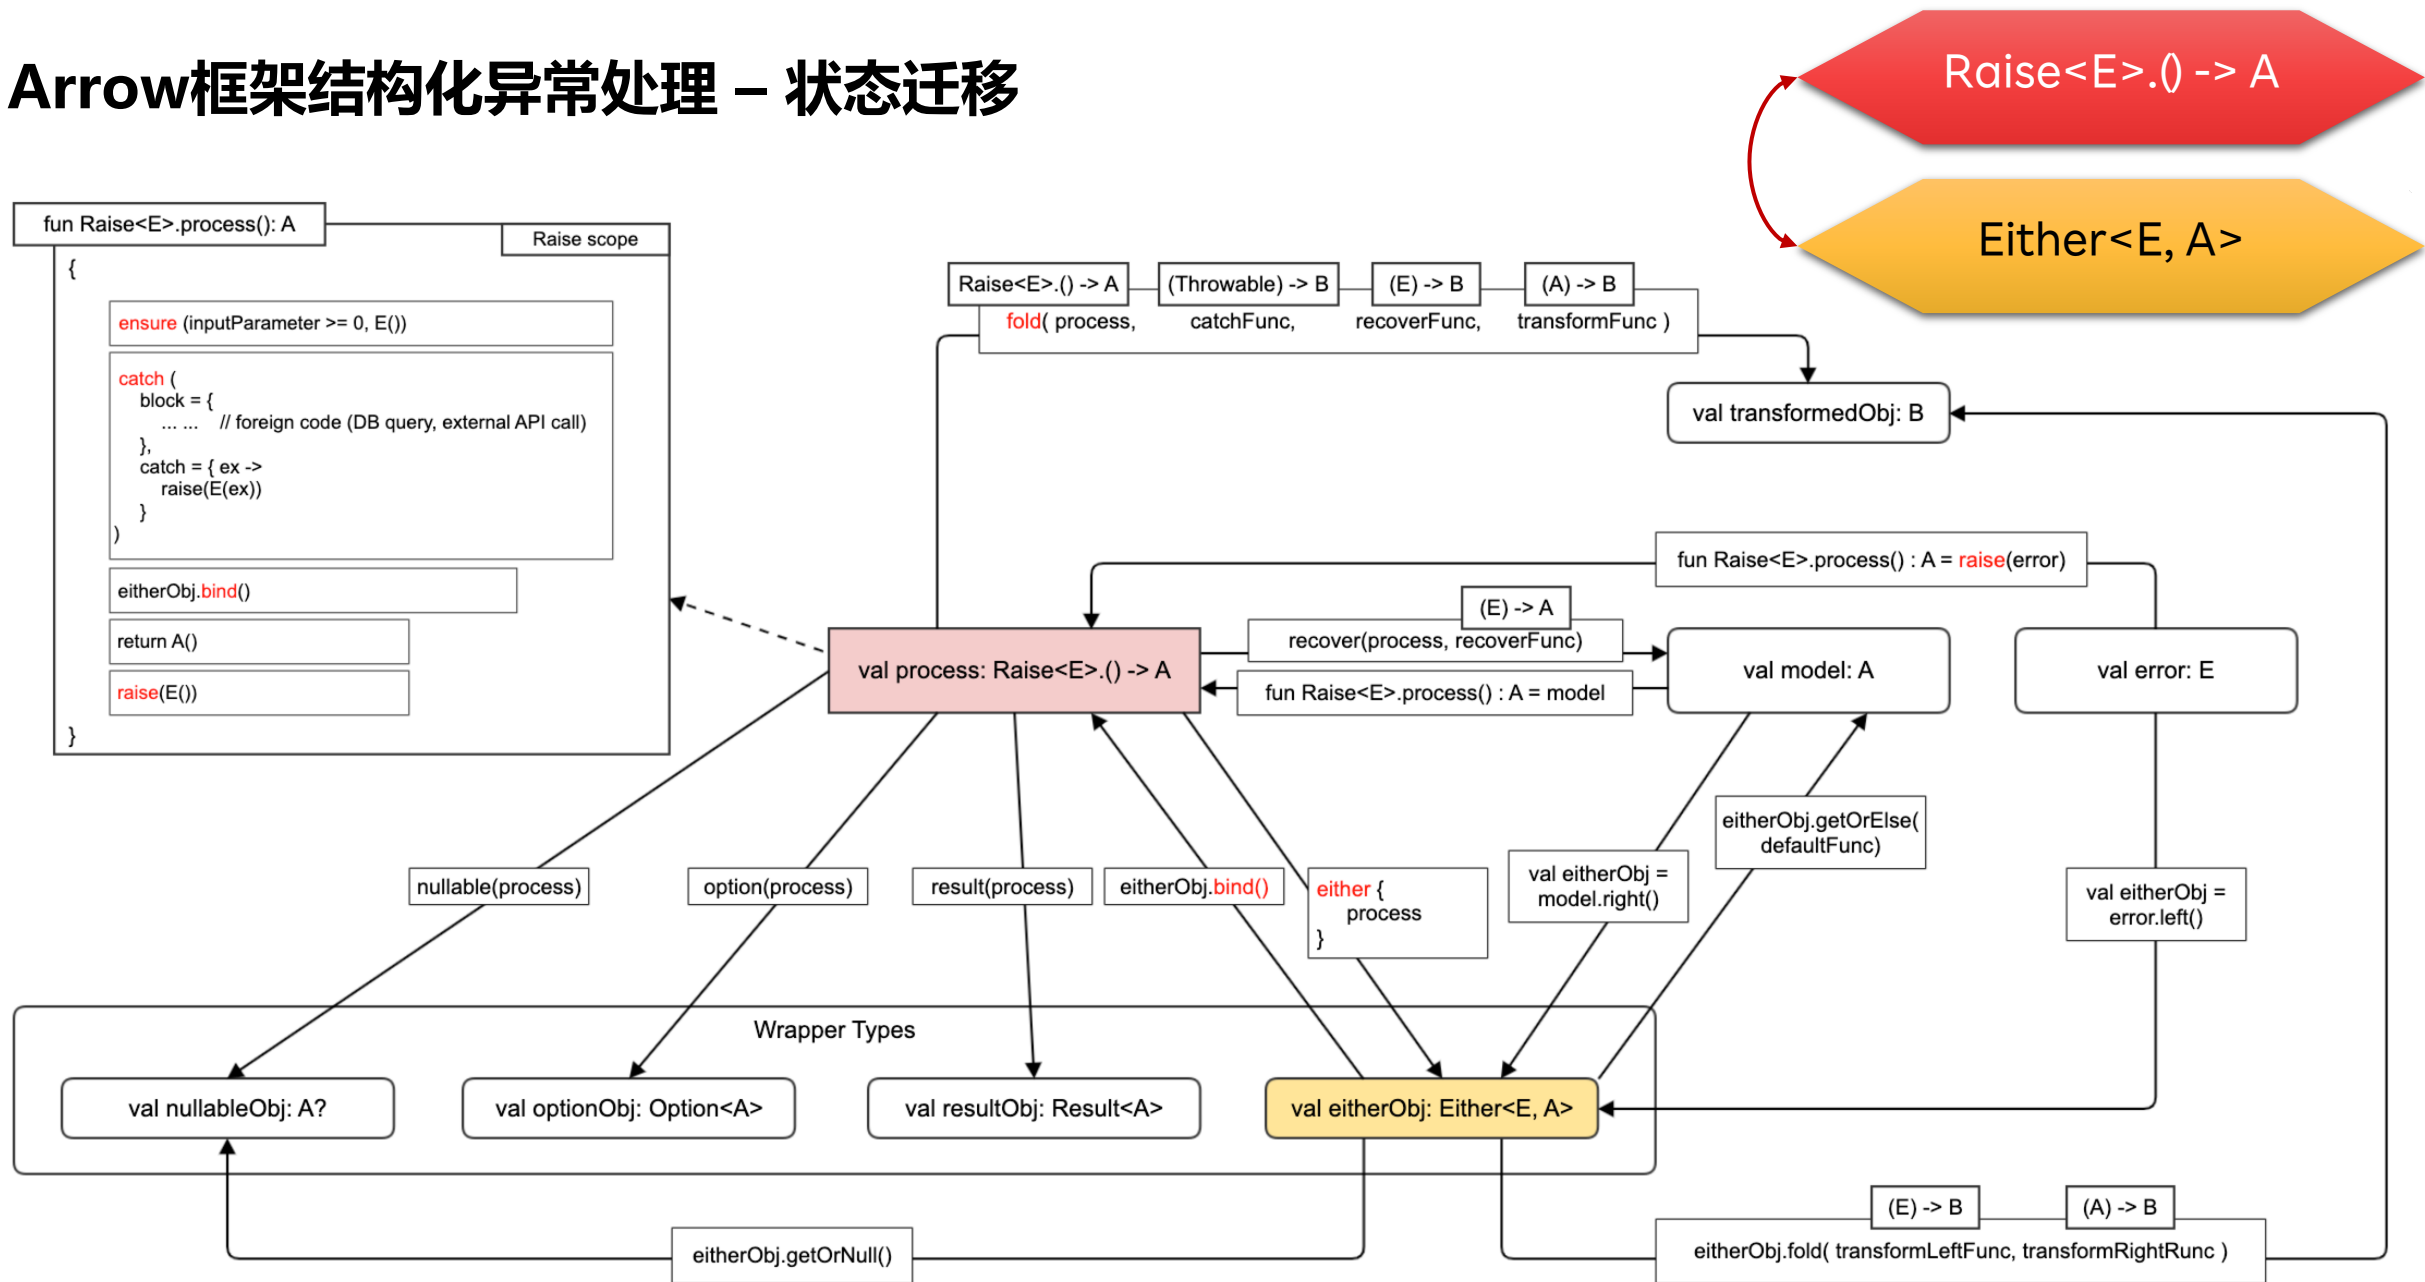 Arrow框架结构化异常处理 – 状态迁移
Raise<E>.() -> A
Either<E, A>
fun Raise<E>.process(): A
Raise scope
{
ensure (inputParameter >= 0, E())
catch (
block = {
... ... // foreign code (DB query, external API call)
},
catch = { ex ->
raise(E(ex))
}
)
eitherObj.bind()
return A()
raise(E())
}
Raise<E>.() -> A
(Throwable) -> B
(E) -> B
(A) -> B
fold( process, catchFunc, recoverFunc, transformFunc )
val transformedObj: B
fun Raise<E>.process() : A = raise(error)
(E) -> A
recover(process, recoverFunc)
fun Raise<E>.process() : A = model
val process: Raise<E>.() -> A
val model: A
val error: E
nullable(process)
option(process)
result(process)
eitherObj.bind()
either {
process
}
val eitherObj =
model.right()
eitherObj.getOrElse(
defaultFunc)
val eitherObj =
error.left()
Wrapper Types
val nullableObj: A?
val optionObj: Option<A>
val resultObj: Result<A>
val eitherObj: Either<E, A>
eitherObj.getOrNull()
(E) -> B
(A) -> B
eitherObj.fold( transformLeftFunc, transformRightRunc )